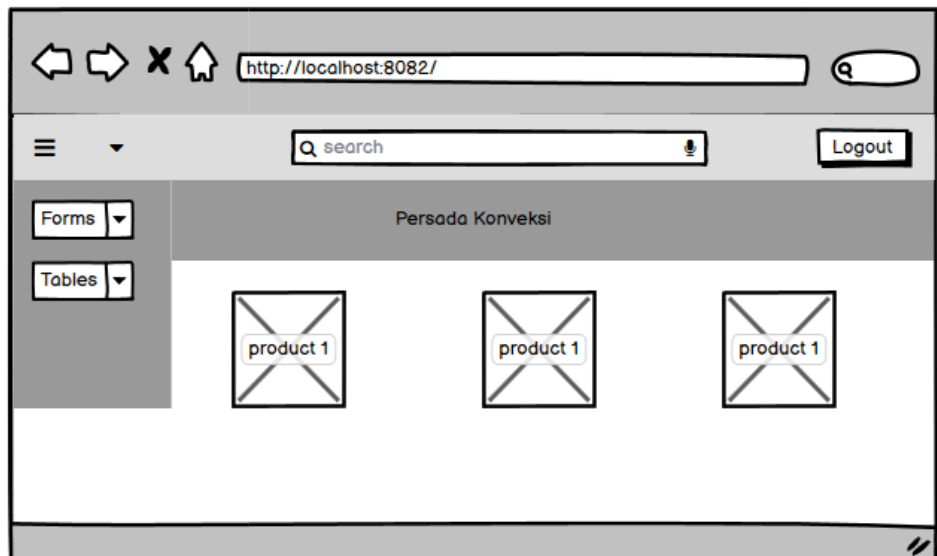 http://localhost:8082/
search
Logout
Forms
Persada Konveksi
Tables
product 1
product 1
product 1